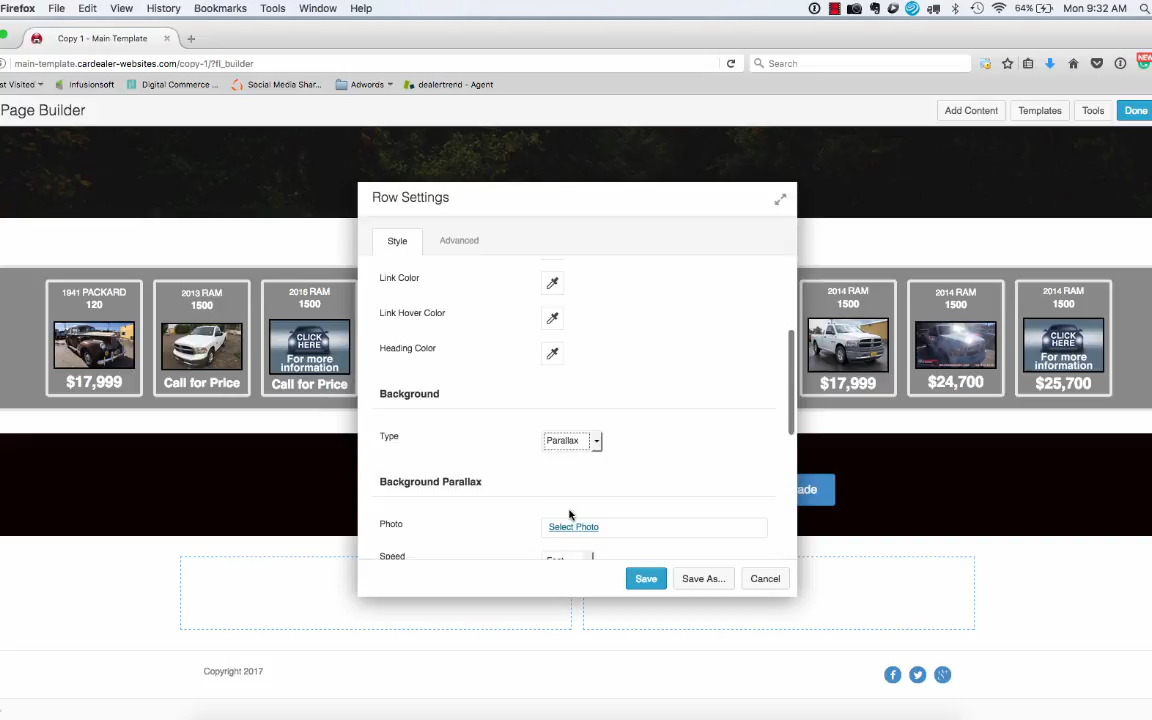 Firefox File Edit View History Bookmarks Tools Window Help 64% Mon 9:32 AM
Copy 1 - Main Template × +
main-template.cardealer-websites.com/copy-1/?fl_builder Search NEW
st Visited Infusionsoft Digital Commerce ... Social Media Shar... Adwords dealertrend - Agent
Page Builder Add Content Templates Tools Done
Row Settings
Style Advanced
Link Color
Link Hover Color
Heading Color
Background
Type Parallax
Background Parallax
Photo Select Photo
Speed
Save Save As... Cancel
1941 PACKARD
120
$17,999
2013 RAM
1500
Call for Price
2016 RAM
1500
CLICK
HERE
For more
information
Call for Price
2014 RAM
1500
$17,999
2014 RAM
1500
$24,700
2014 RAM
1500
CLICK
HERE
For more
information
$25,700
ade
Copyright 2017